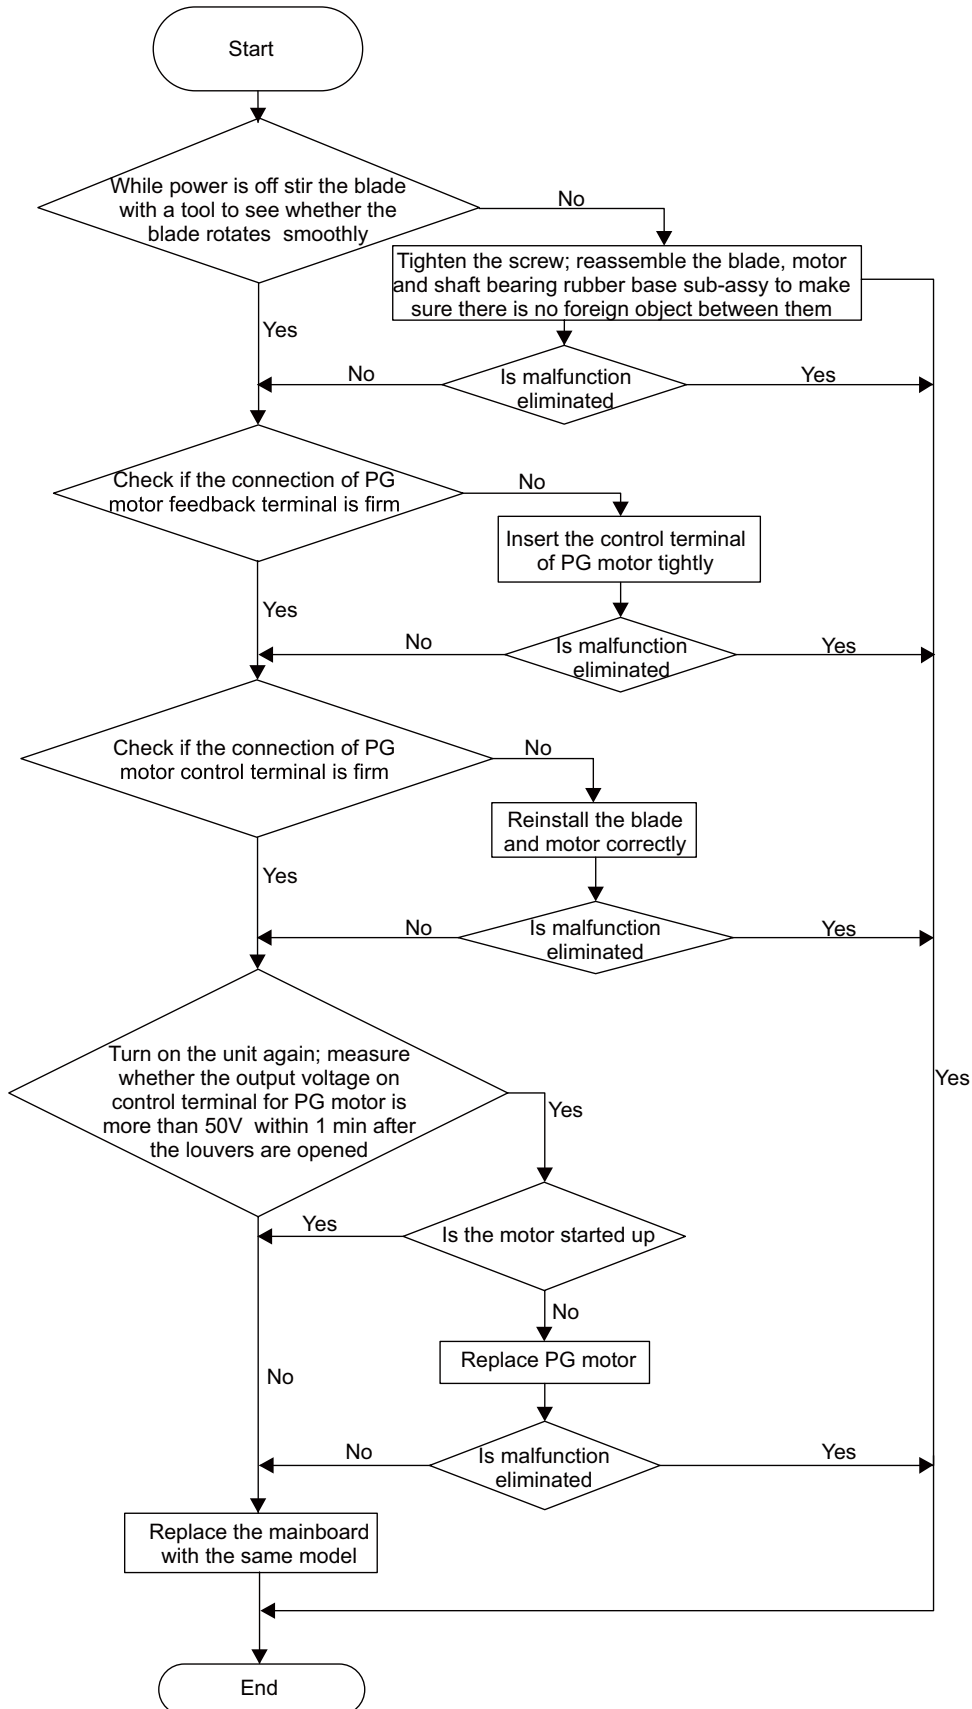 Start
While power is off stir the blade
with a tool to see whether the
blade rotates smoothly
No
Tighten the screw; reassemble the blade, motor
and shaft bearing rubber base sub-assy to make
sure there is no foreign object between them
Yes
No
Is malfunction
eliminated
Yes
Check if the connection of PG
motor feedback terminal is firm
No
Insert the control terminal
of PG motor tightly
Yes
No
Is malfunction
eliminated
Yes
Check if the connection of PG
motor control terminal is firm
No
Reinstall the blade
and motor correctly
Yes
No
Is malfunction
eliminated
Yes
Turn on the unit again; measure
whether the output voltage on
control terminal for PG motor is
more than 50V within 1 min after
the louvers are opened
Yes
Yes
Yes
Is the motor started up
No
Replace PG motor
No
No
Is malfunction
eliminated
Yes
Replace the mainboard
with the same model
End